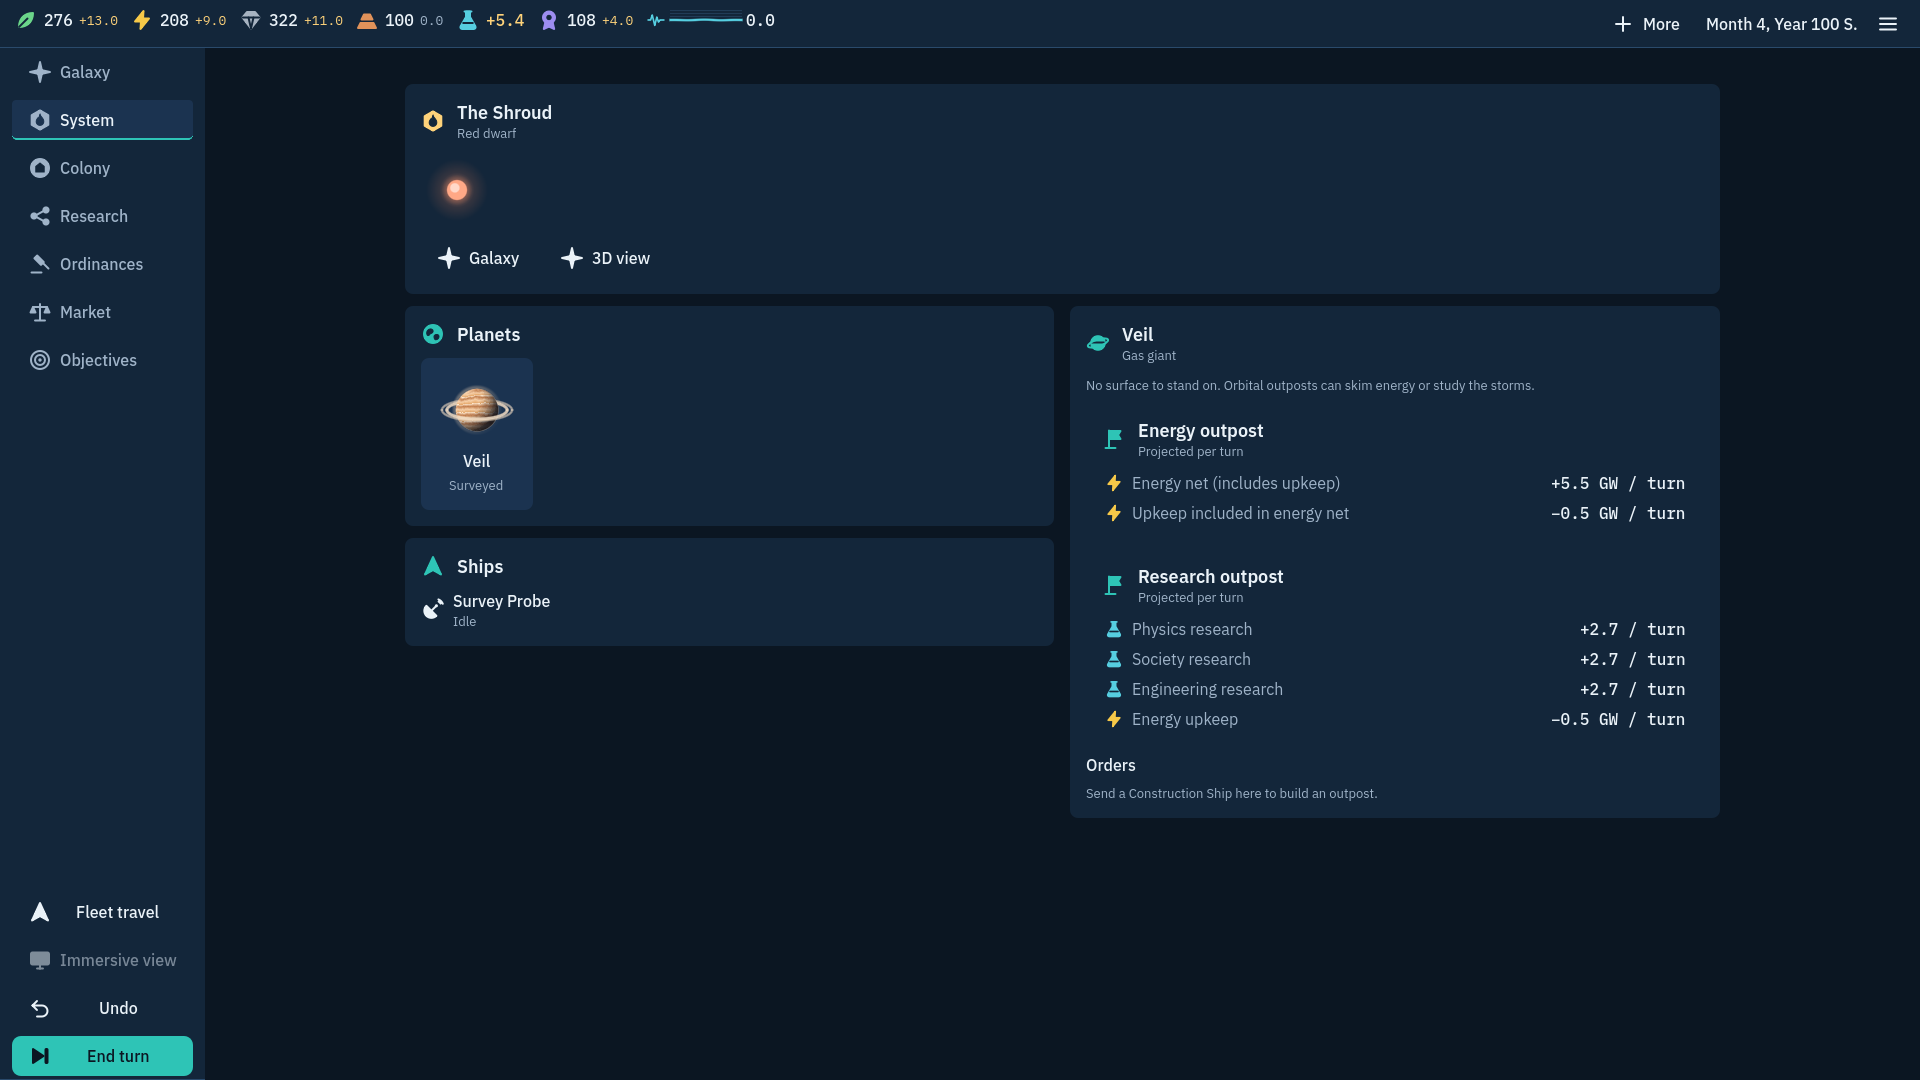 276 +13.0 208 +9.0 322 +11.0 100 0.0 +5.4 108 +4.0 0.0
More Month 4, Year 100 S.
Galaxy
System
Colony
Research
Ordinances
Market
Objectives
Fleet travel
Immersive view
Undo
End turn
The Shroud
Red dwarf
Galaxy 3D view
Planets
Veil
Surveyed
Ships
Survey Probe
Idle
Veil
Gas giant
No surface to stand on. Orbital outposts can skim energy or study the storms.
Energy outpost
Projected per turn
Energy net (includes upkeep) +5.5 GW / turn
Upkeep included in energy net −0.5 GW / turn
Research outpost
Projected per turn
Physics research +2.7 / turn
Society research +2.7 / turn
Engineering research +2.7 / turn
Energy upkeep −0.5 GW / turn
Orders
Send a Construction Ship here to build an outpost.